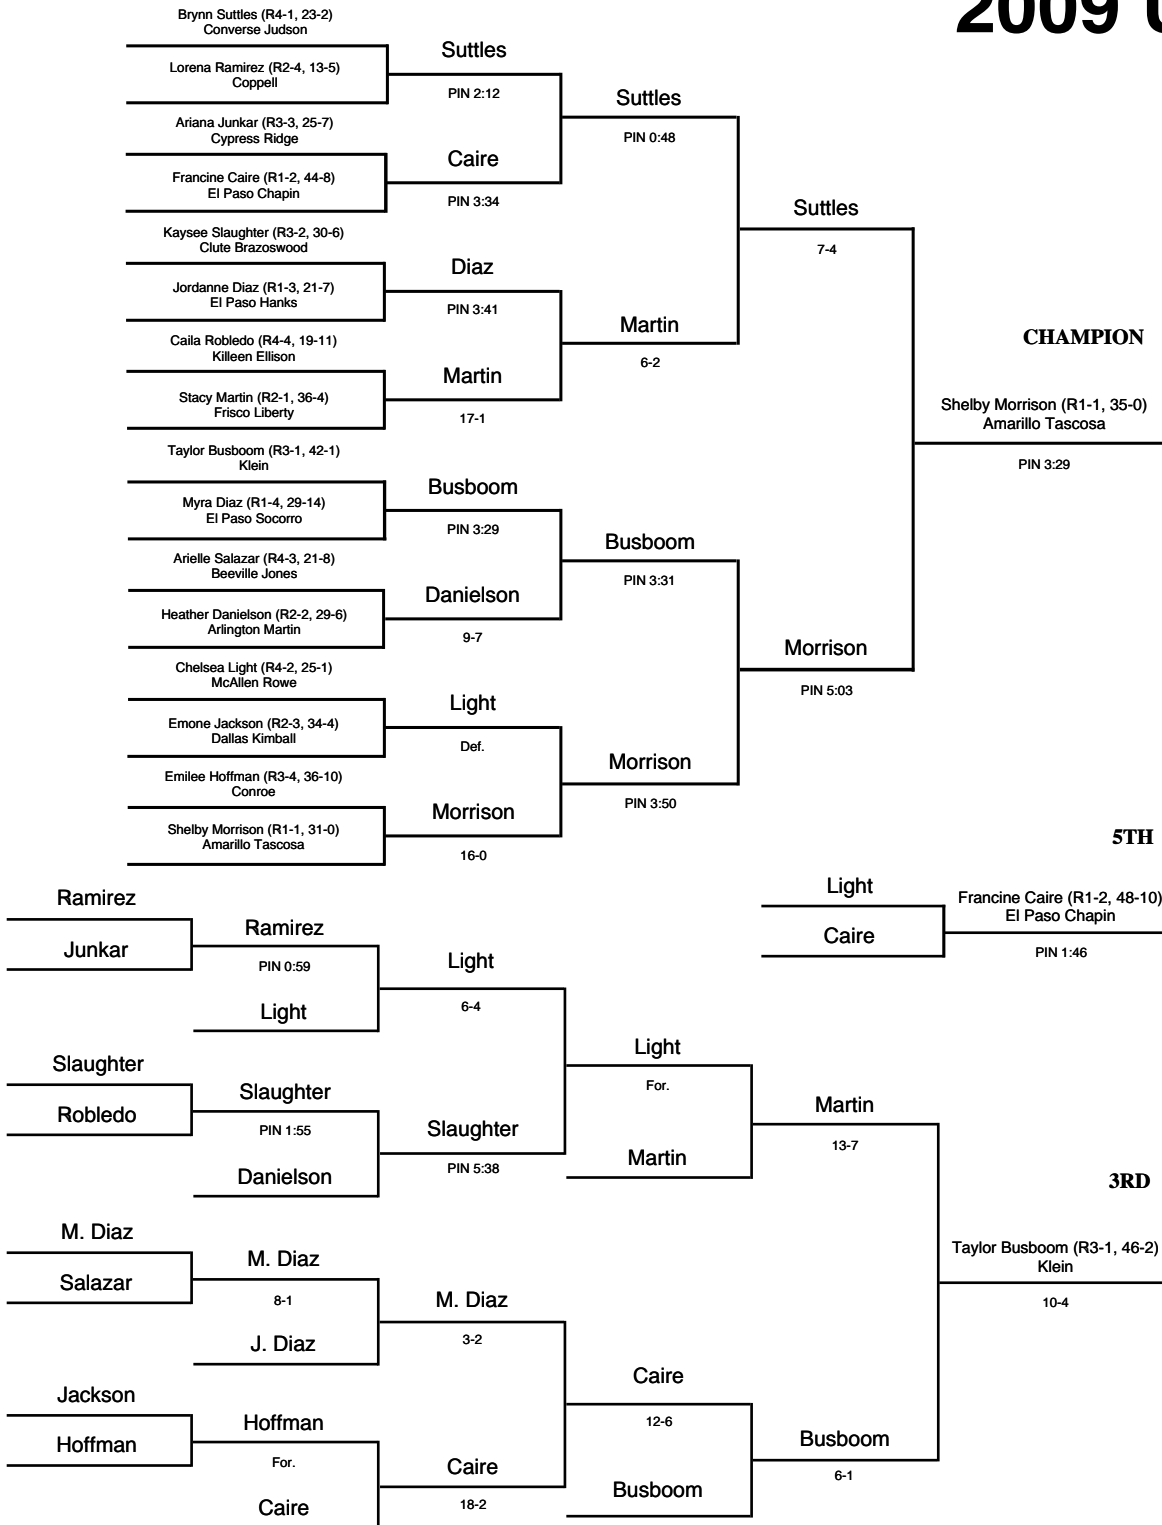 2009
Brynn Suttles (R4-1, 23-2)
Converse Judson
Lorena Ramirez (R2-4, 13-5)
Coppell
Ariana Junkar (R3-3, 25-7)
Cypress Ridge
Francine Caire (R1-2, 44-8)
El Paso Chapin
Kaysee Slaughter (R3-2, 30-6)
Clute Brazoswood
Jordanne Diaz (R1-3, 21-7)
El Paso Hanks
Caila Robledo (R4-4, 19-11)
Killeen Ellison
Stacy Martin (R2-1, 36-4)
Frisco Liberty
Taylor Busboom (R3-1, 42-1)
Klein
Myra Diaz (R1-4, 29-14)
El Paso Socorro
Arielle Salazar (R4-3, 21-8)
Beeville Jones
Heather Danielson (R2-2, 29-6)
Arlington Martin
Chelsea Light (R4-2, 25-1)
McAllen Rowe
Emone Jackson (R2-3, 34-4)
Dallas Kimball
Emilee Hoffman (R3-4, 36-10)
Conroe
Shelby Morrison (R1-1, 31-0)
Amarillo Tascosa
Suttles
PIN 2:12
Caire
PIN 3:34
Diaz
PIN 3:41
Martin
17-1
Busboom
PIN 3:29
Danielson
9-7
Light
Def.
Morrison
16-0
Suttles
PIN 0:48
Martin
6-2
Busboom
PIN 3:31
Morrison
PIN 3:50
Suttles
7-4
Morrison
PIN 5:03
CHAMPION
Shelby Morrison (R1-1, 35-0)
Amarillo Tascosa
PIN 3:29
5TH
Light
Caire
Francine Caire (R1-2, 48-10)
El Paso Chapin
PIN 1:46
Ramirez
Junkar
Slaughter
Robledo
M. Diaz
Salazar
Jackson
Hoffman
Ramirez
PIN 0:59
Light
Slaughter
PIN 1:55
Danielson
M. Diaz
8-1
J. Diaz
Hoffman
For.
Caire
Light
6-4
Slaughter
PIN 5:38
M. Diaz
3-2
Caire
18-2
Light
For.
Martin
Caire
12-6
Busboom
Martin
13-7
Busboom
6-1
3RD
Taylor Busboom (R3-1, 46-2)
Klein
10-4